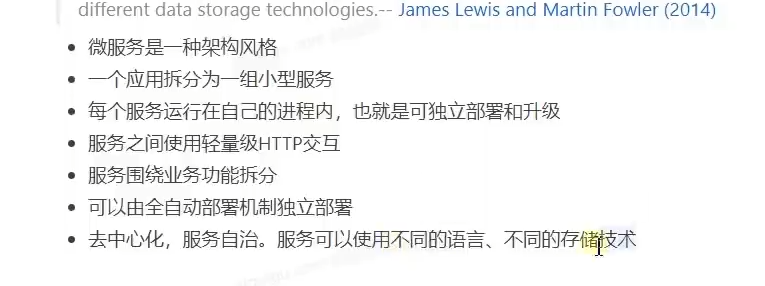 different data storage technologies.-- James Lewis and Martin Fowler (2014)
• 微服务是一种架构风格
• 一个应用拆分为一组小型服务
• 每个服务运行在自己的进程内，也就是可独立部署和升级
• 服务之间使用轻量级HTTP交互
• 服务围绕业务功能拆分
• 可以由全自动部署机制独立部署
• 去中心化，服务自治。服务可以使用不同的语言、不同的存储技术